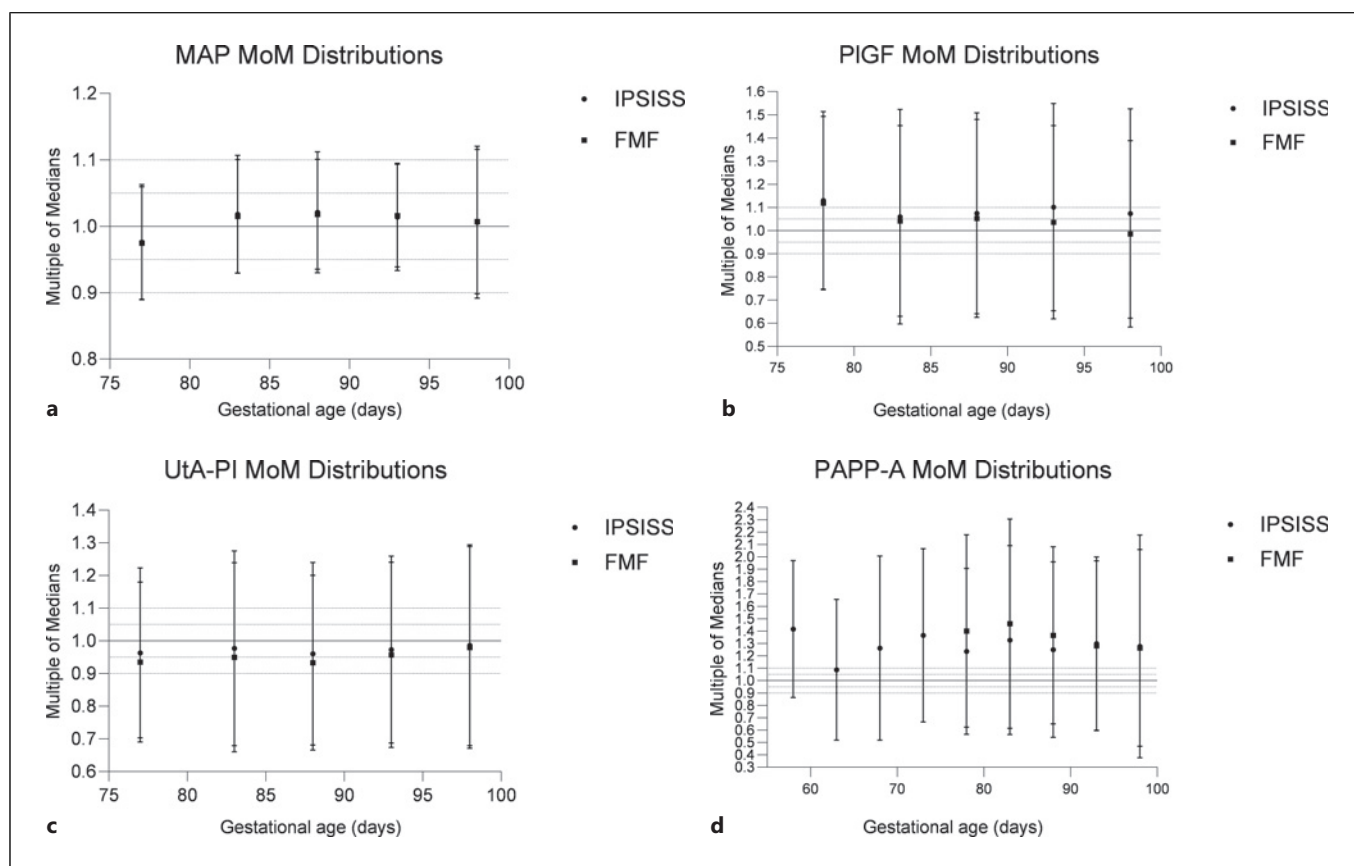 MAP MoM Distributions
Multiple of Medians
1.2
1.1
1.0
0.9
0.8
75 80 85 90 95 100
Gestational age (days)
IPSISS
FMF
a
PlGF MoM Distributions
Multiple of Medians
1.6
1.5
1.4
1.3
1.2
1.1
1.0
0.9
0.8
0.7
0.6
0.5
75 80 85 90 95 100
Gestational age (days)
IPSISS
FMF
b
UtA-PI MoM Distributions
Multiple of Medians
1.4
1.3
1.2
1.1
1.0
0.9
0.8
0.7
0.6
75 80 85 90 95 100
Gestational age (days)
IPSISS
FMF
c
PAPP-A MoM Distributions
Multiple of Medians
2.4
2.3
2.2
2.1
2.0
1.9
1.8
1.7
1.6
1.5
1.4
1.3
1.2
1.1
1.0
0.9
0.8
0.7
0.6
0.5
0.4
0.3
60 70 80 90 100
Gestational age (days)
IPSISS
FMF
d